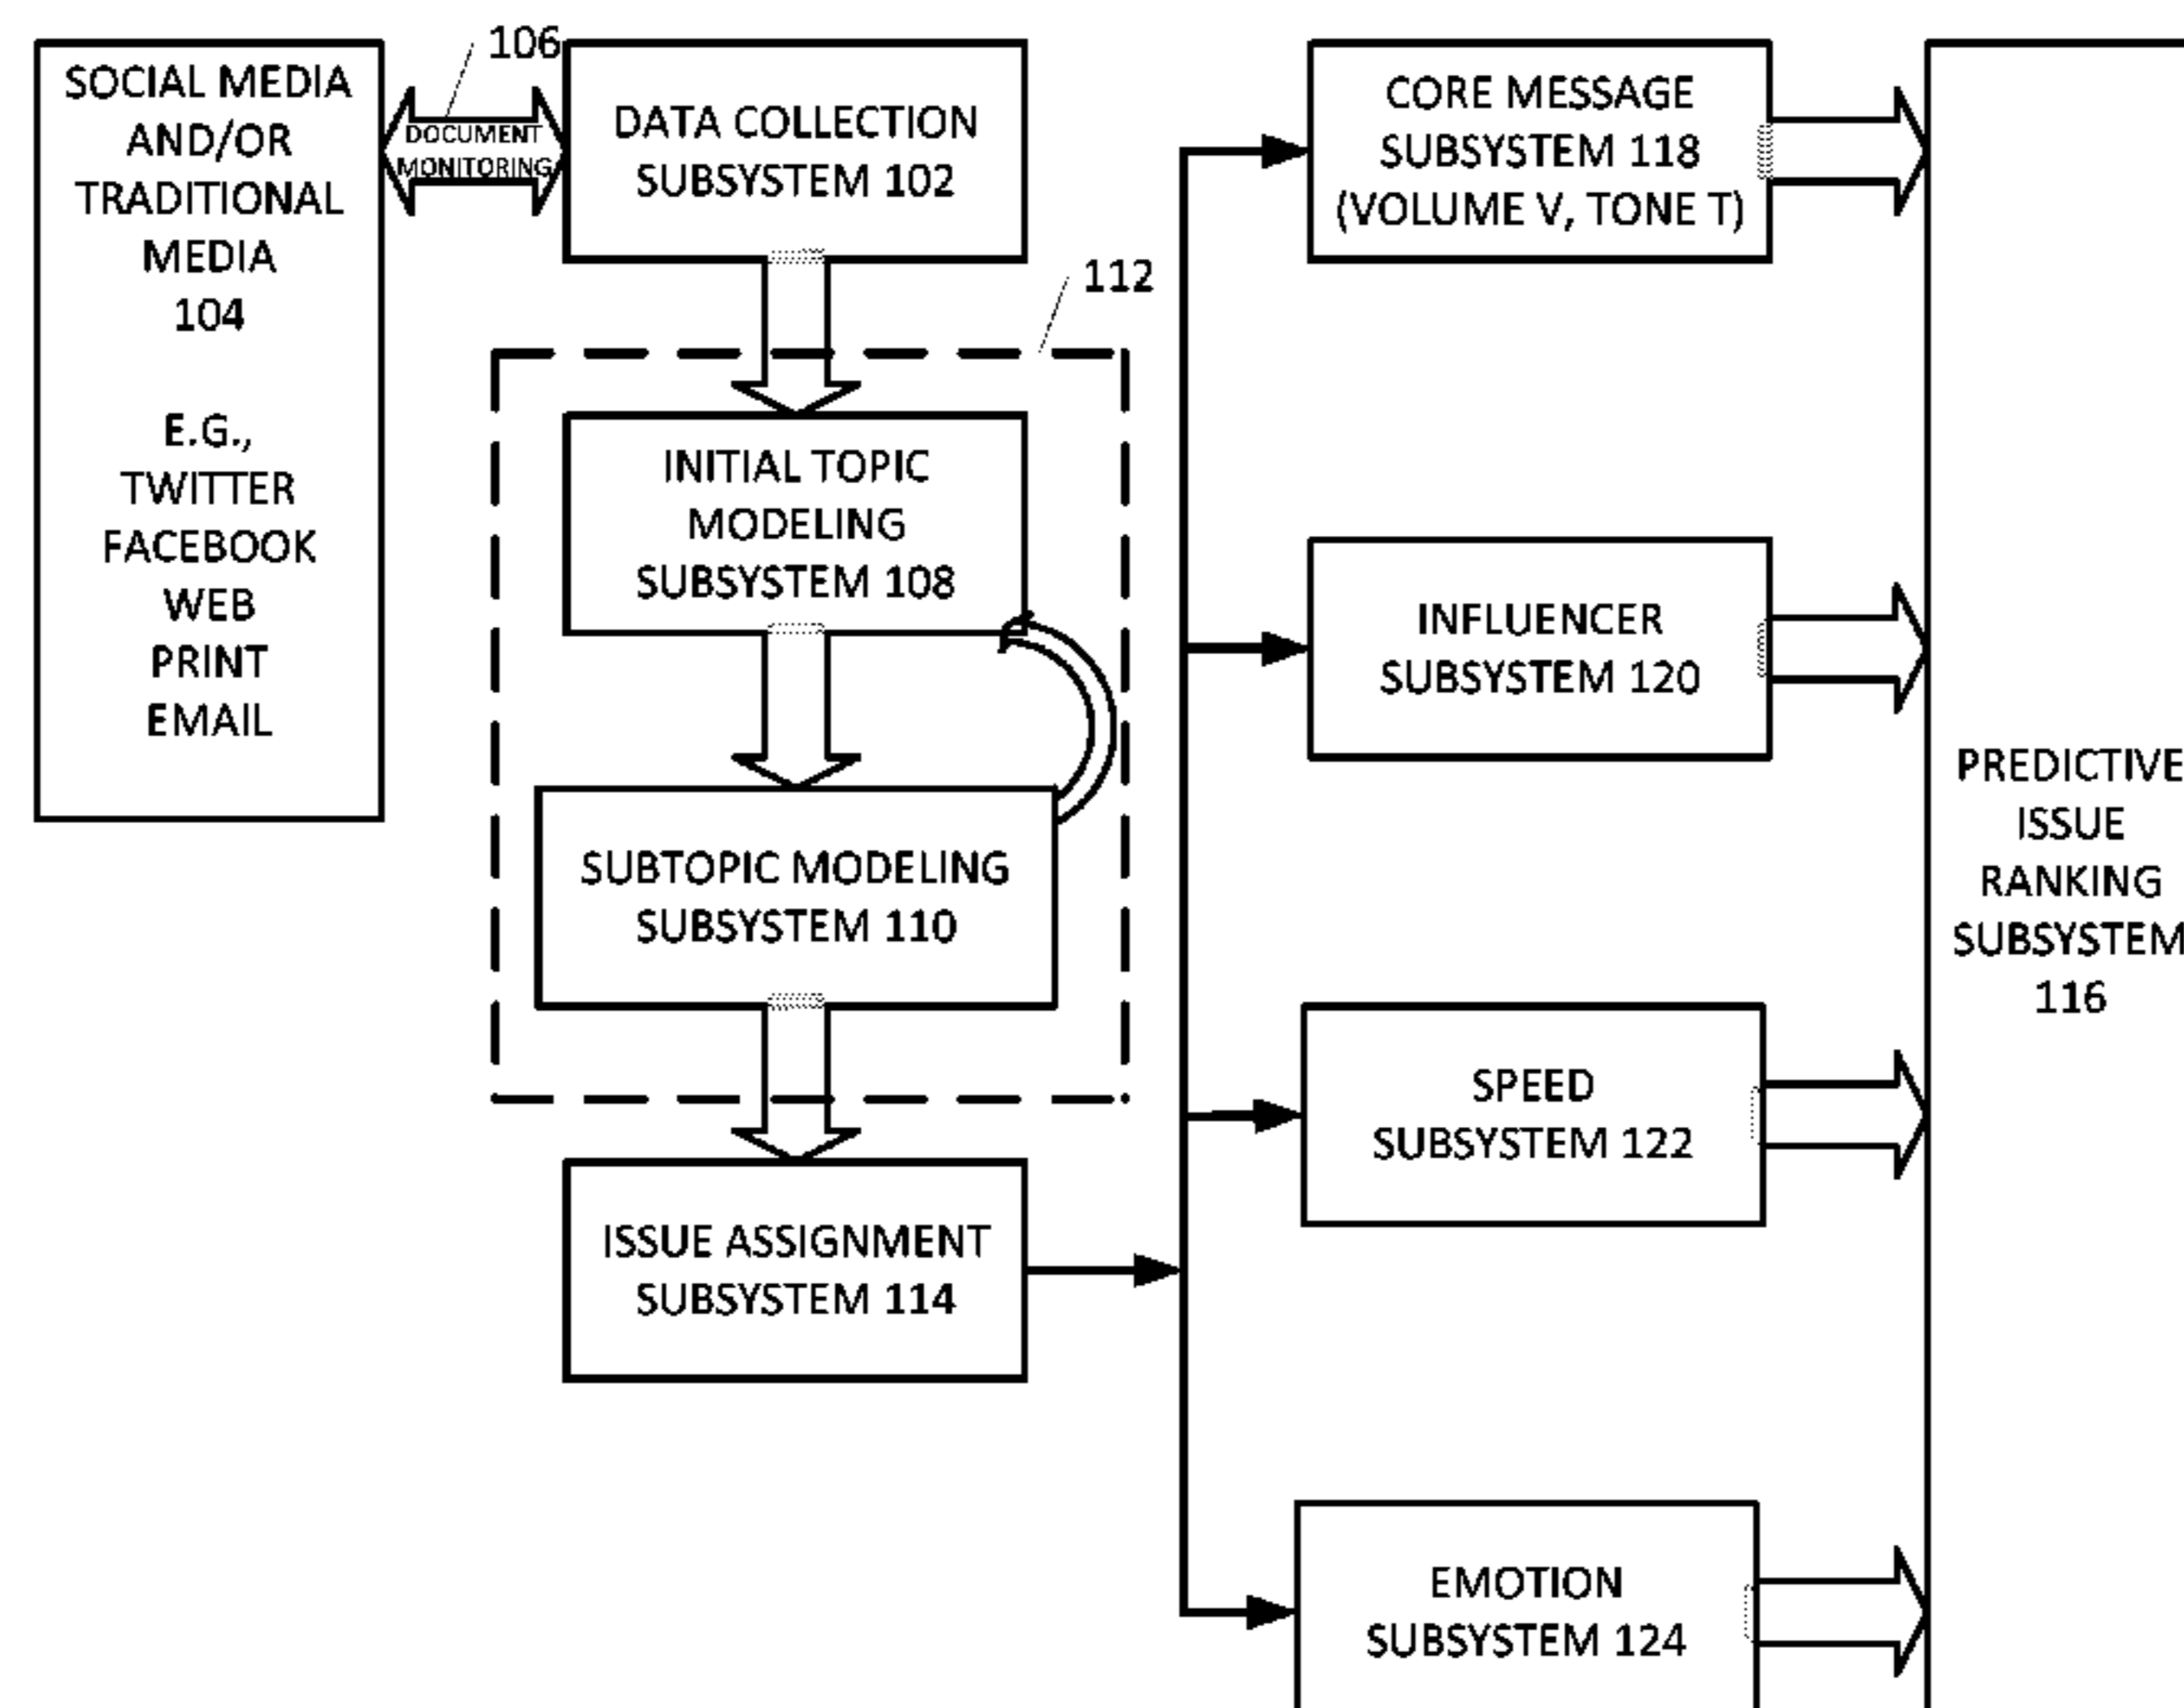 SOCIAL MEDIA
AND/OR
TRADITIONAL
MEDIA
104
E.G.,
TWITTER
FACEBOOK
WEB
PRINT
EMAIL
106
DOCUMENT
MONITORING
DATA COLLECTION
SUBSYSTEM 102
112
INITIAL TOPIC
MODELING
SUBSYSTEM 108
SUBTOPIC MODELING
SUBSYSTEM 110
ISSUE ASSIGNMENT
SUBSYSTEM 114
CORE MESSAGE
SUBSYSTEM 118
(VOLUME V, TONE T)
INFLUENCER
SUBSYSTEM 120
SPEED
SUBSYSTEM 122
EMOTION
SUBSYSTEM 124
PREDICTIVE
ISSUE
RANKING
SUBSYSTEM
116